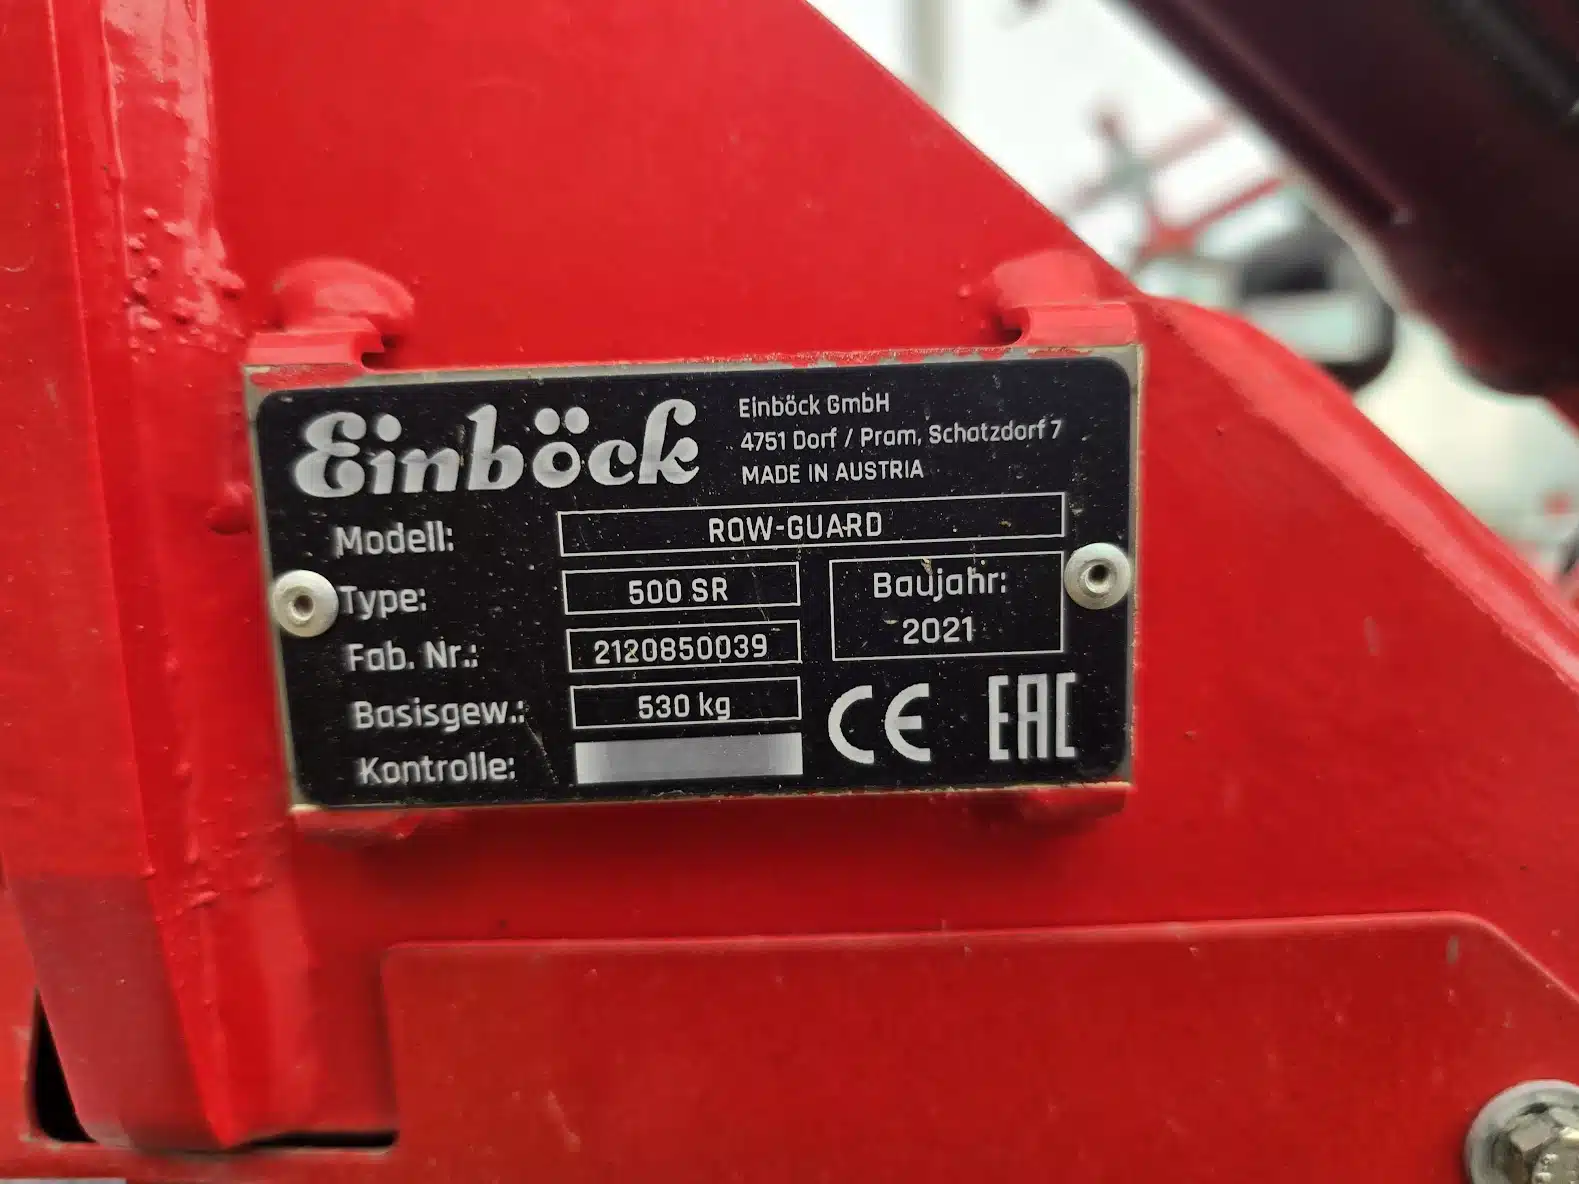 Einböck
Einböck GmbH
4751 Dorf / Pram, Schatzdorf 7
MADE IN AUSTRIA
Modell: ROW-GUARD
Type: 500 SR
Baujahr:
2021
Fab. Nr.: 2120850039
Basisgew.: 530 kg
Kontrolle:
CE EAC